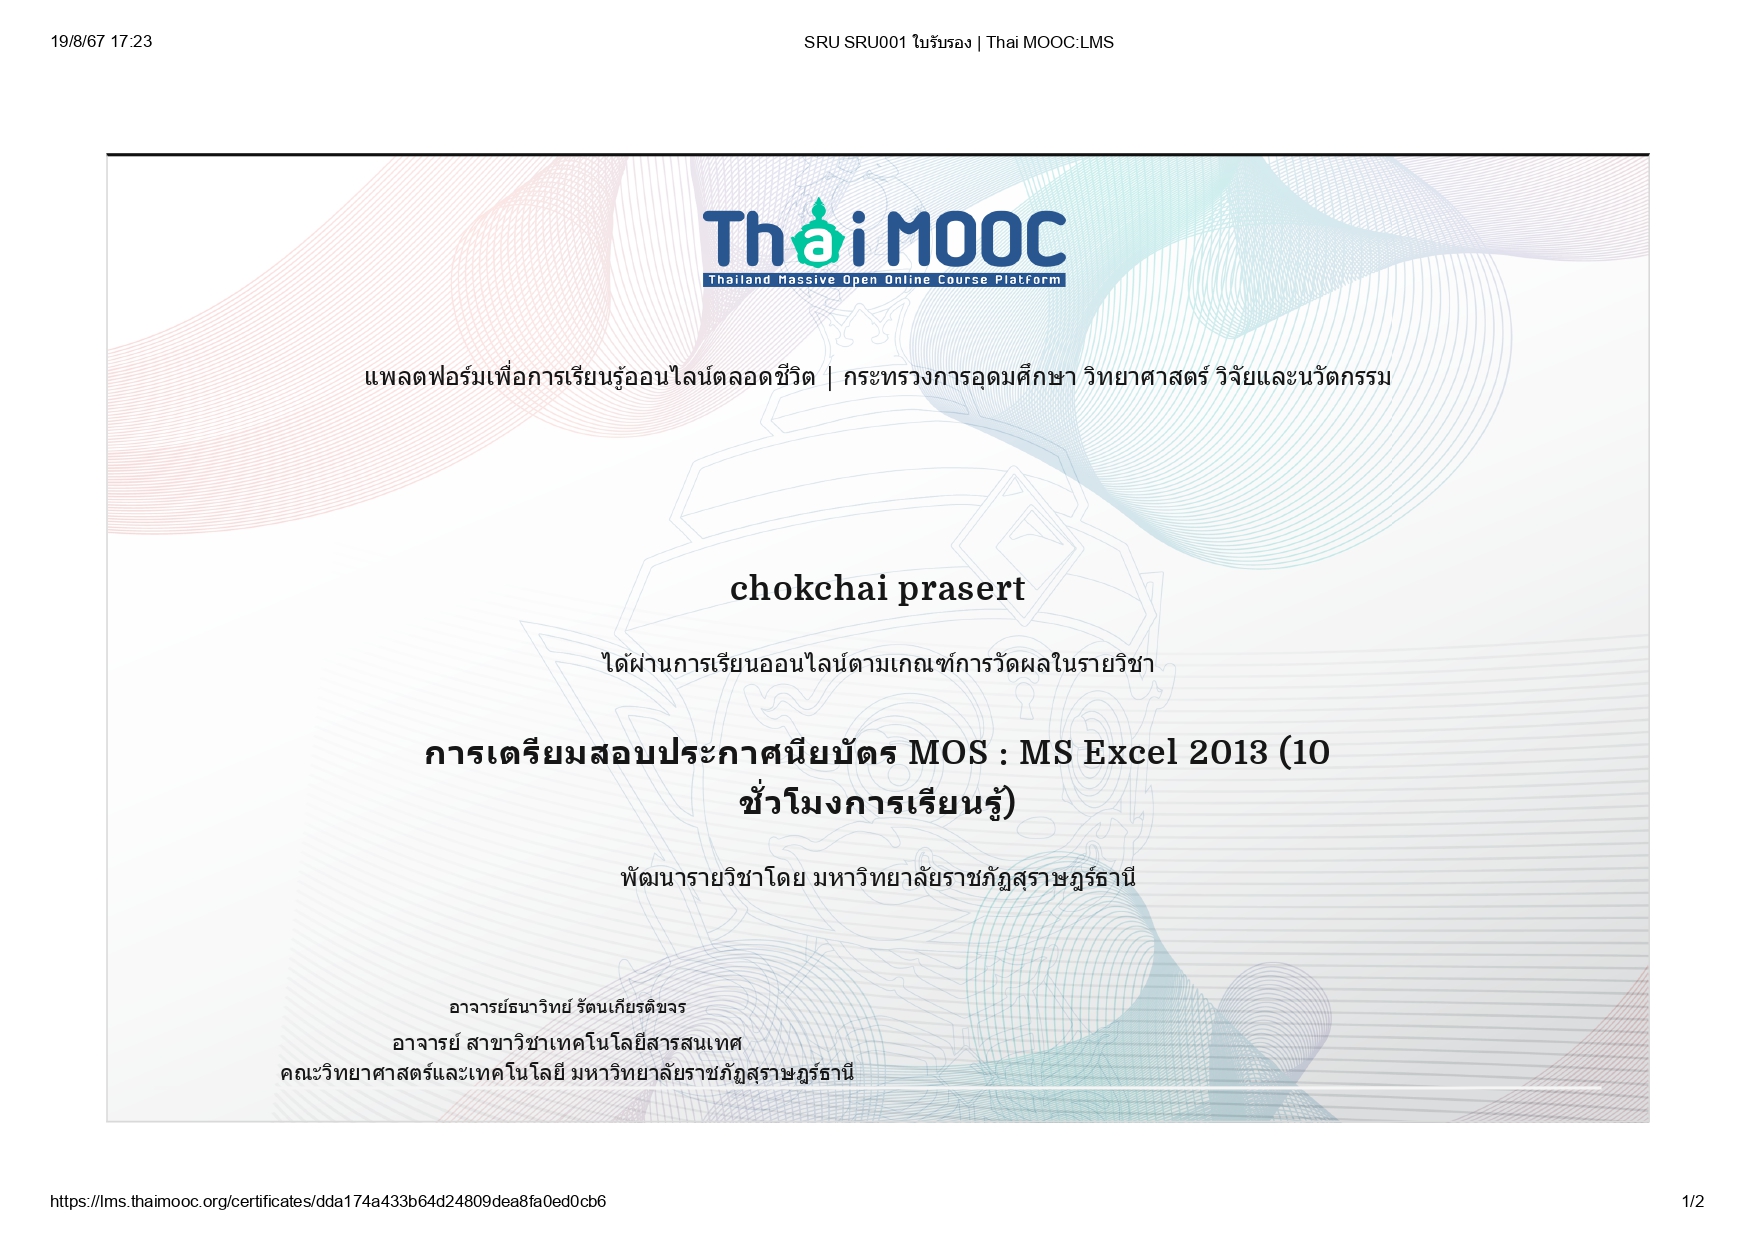 19/8/67 17:23
SRU SRU001 ใบรับรอง | Thai MOOC:LMS
Thai MOOC
Thailand Massive Open Online Course Platform
แพลตฟอร์มเพื่อการเรียนรู้ออนไลน์ตลอดชีวิต | กระทรวงการอุดมศึกษา วิทยาศาสตร์ วิจัยและนวัตกรรม
chokchai prasert
ได้ผ่านการเรียนออนไลน์ตามเกณฑ์การวัดผลในรายวิชา
การเตรียมสอบประกาศนียบัตร MOS : MS Excel 2013 (10
ชั่วโมงการเรียนรู้)
พัฒนารายวิชาโดย มหาวิทยาลัยราชภัฏสุราษฎร์ธานี
อาจารย์ธนาวิทย์ รัตนเกียรติขจร
อาจารย์ สาขาวิชาเทคโนโลยีสารสนเทศ
คณะวิทยาศาสตร์และเทคโนโลยี มหาวิทยาลัยราชภัฏสุราษฎร์ธานี
https://lms.thaimooc.org/certificates/dda174a433b64d24809dea8fa0ed0cb6
1/2